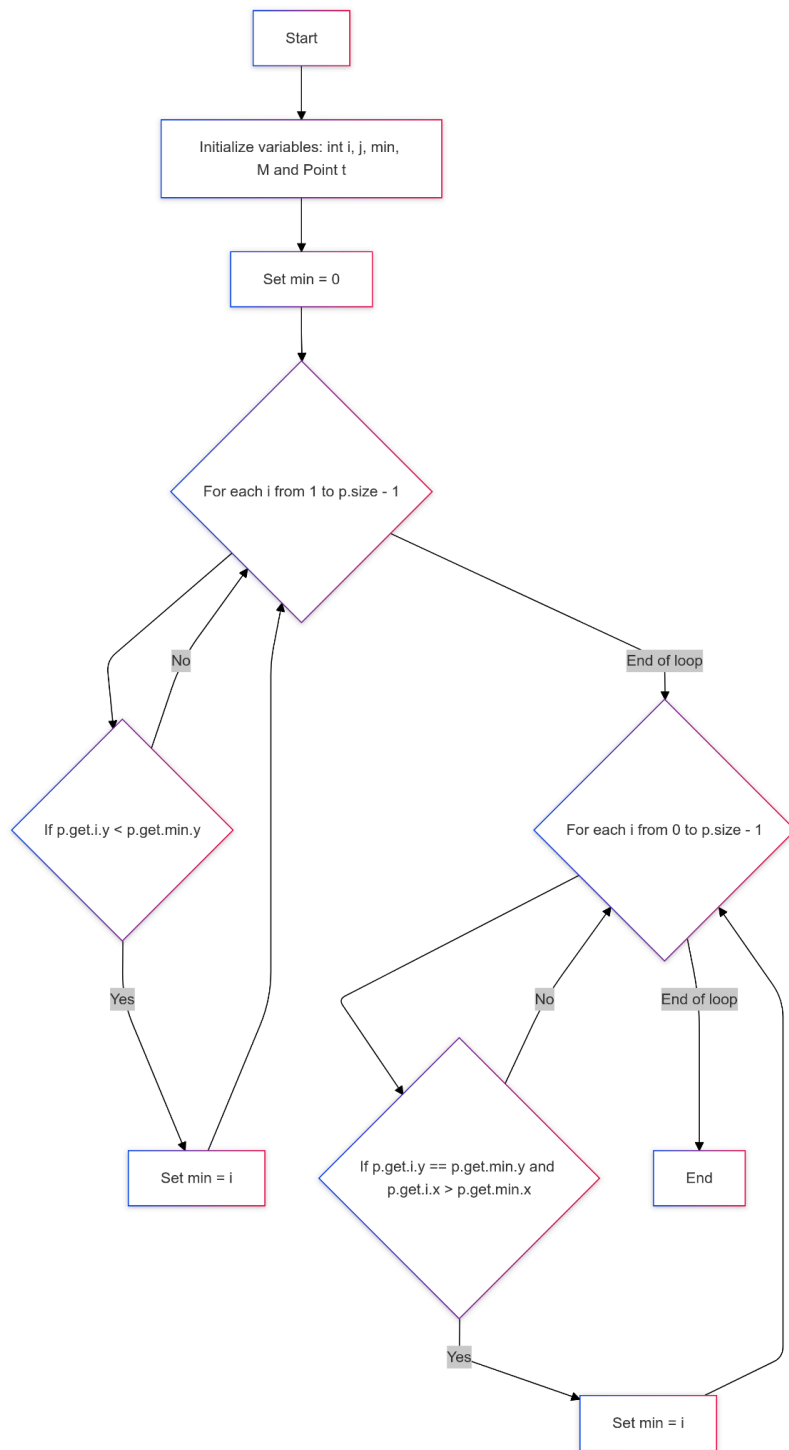 Start
Initialize variables: int i, j, min,
M and Point t
Set min = 0
For each i from 1 to p.size - 1
No
End of loop
If p.get.i.y < p.get.min.y
For each i from 0 to p.size - 1
Yes
No
End of loop
Set min = i
If p.get.i.y == p.get.min.y and
p.get.i.x > p.get.min.x
End
Yes
Set min = i